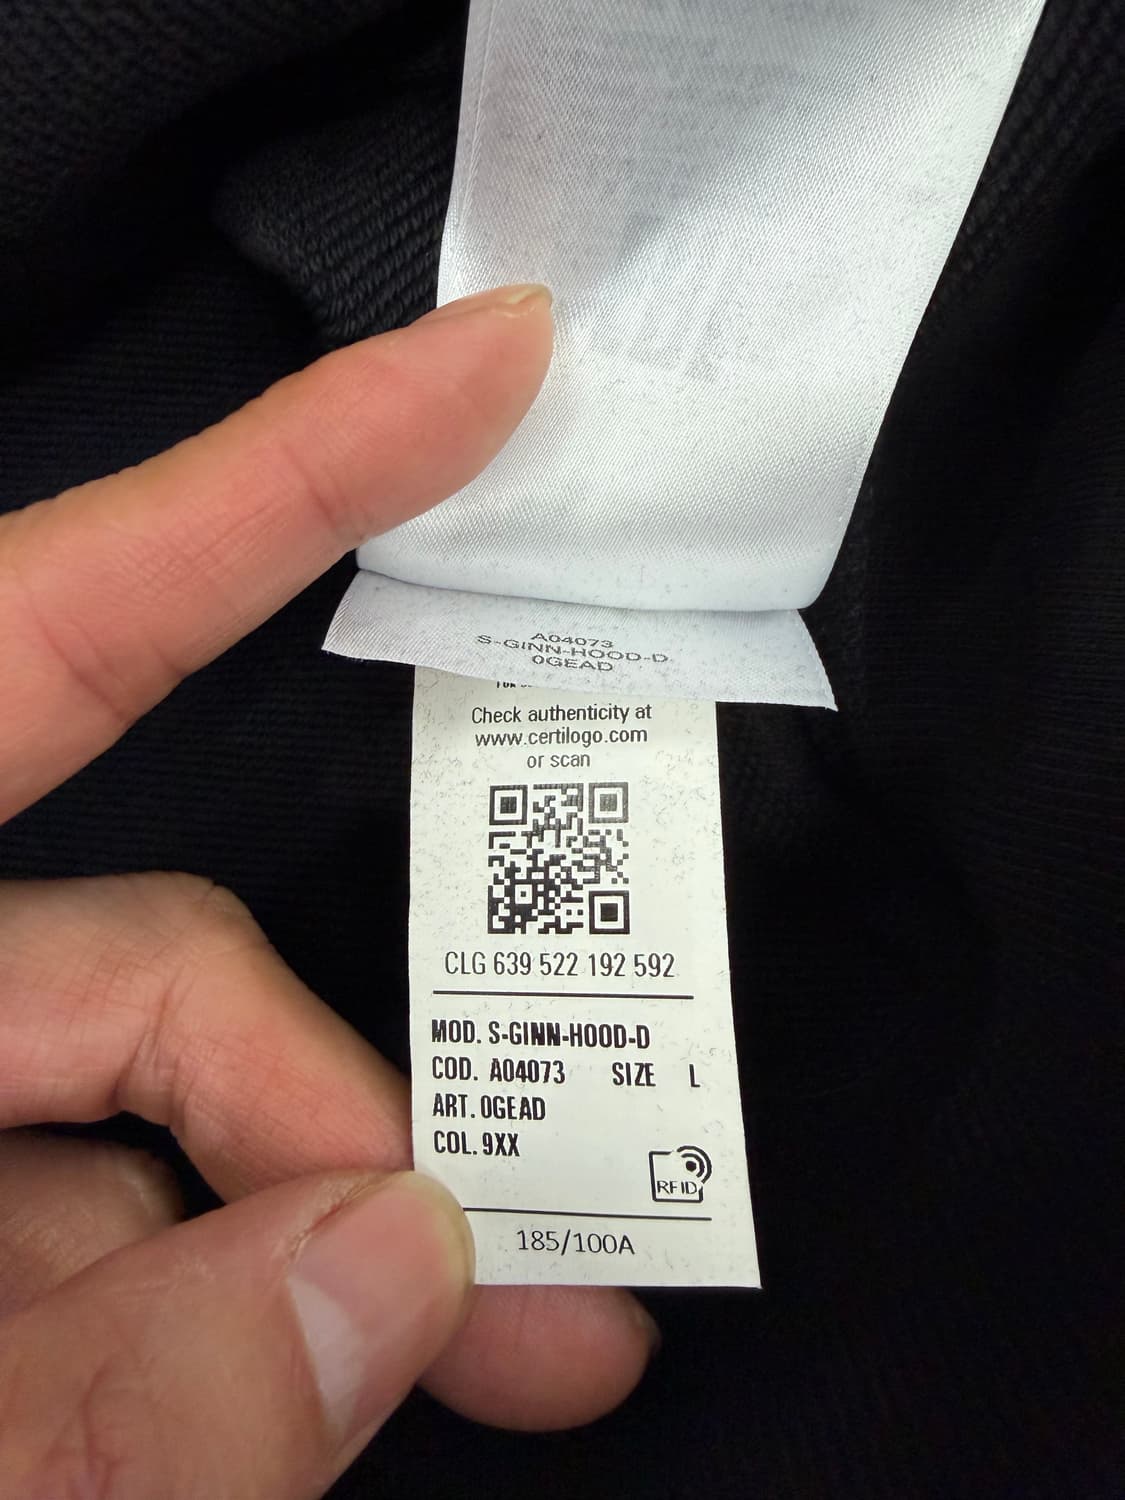 A04073
S-GINN-HOOD-D
0GEAD
Check authenticity at
www.certilogo.com
or scan
CLG 639 522 192 592
MOD. S-GINN-HOOD-D
COD. A04073 SIZE L
ART. 0GEAD
COL. 9XX
RFID
185/100A